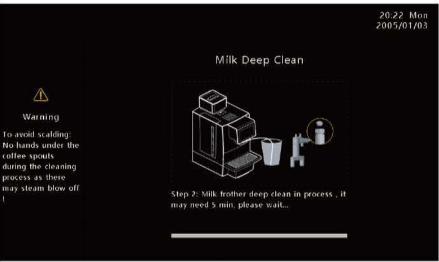 20:22 Mon
2005/01/03
Milk Deep Clean
Warning
To avoid scalding:
No hands under the
coffee spouts
during the cleaning
process as there
may steam blow off
!
Step 2: Milk frother deep clean in process , it
may need 5 min, please wait...